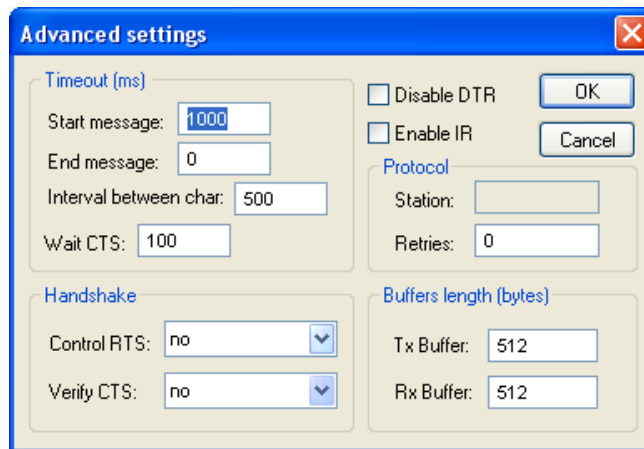 Advanced settings
Timeout (ms)
Start message: 1000
End message: 0
Interval between char: 500
Wait CTS: 100
Disable DTR
Enable IR
OK
Cancel
Protocol
Station:
Retries: 0
Handshake
Control RTS: no
Verify CTS: no
Buffers length (bytes)
Tx Buffer: 512
Rx Buffer: 512